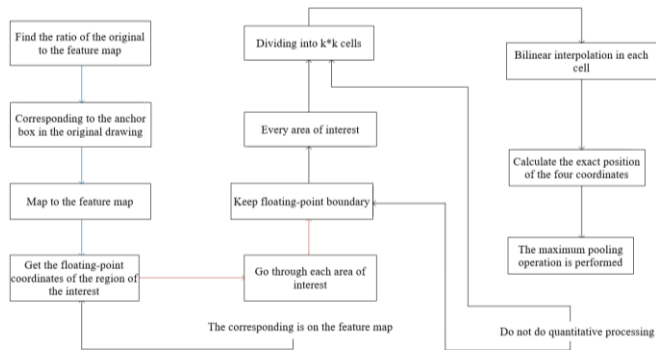 Find the ratio of the original
to the feature map
Corresponding to the anchor
box in the original drawing
Map to the feature map
Get the floating-point
coordinates of the region of
the interest
Dividing into k*k cells
Every area of interest
Keep floating-point boundary
Go through each area of
interest
The corresponding is on the feature map
Bilinear interpolation in each
cell
Calculate the exact position
of the four coordinates
The maximum pooling
operation is performed
Do not do quantitative processing